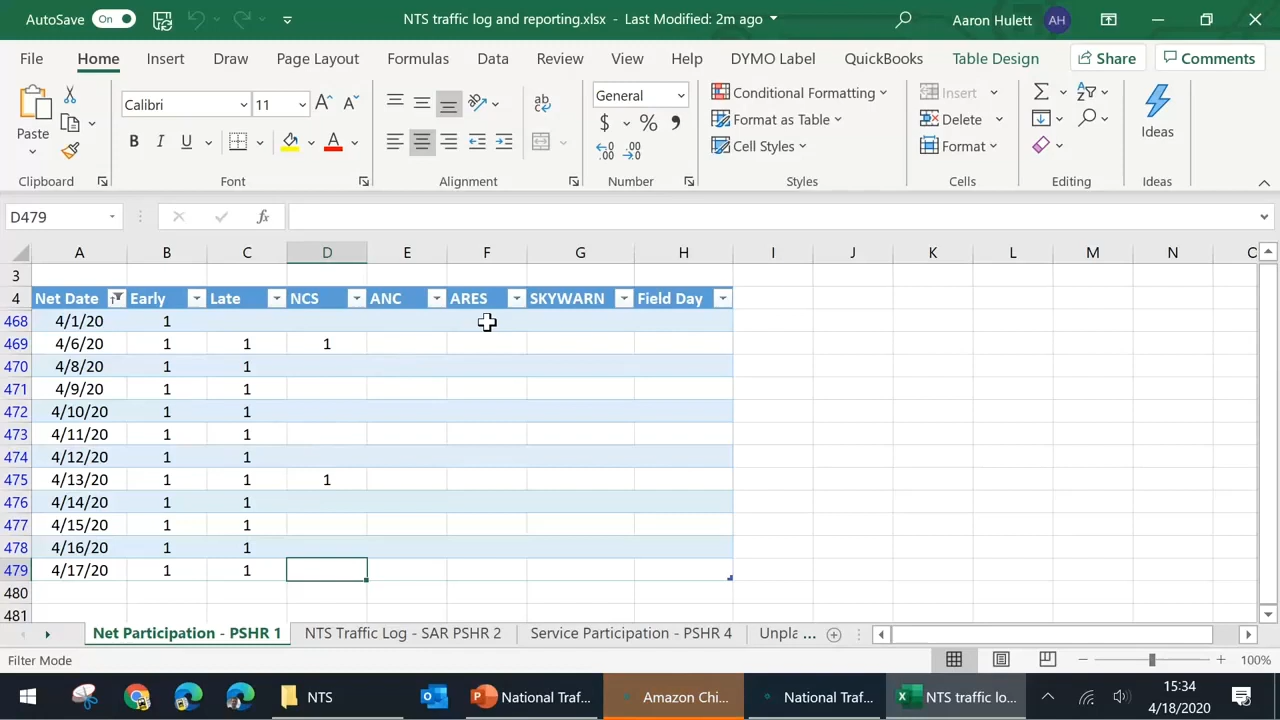 AutoSave On
NTS traffic log and reporting.xlsx - Last Modified: 2m ago
Aaron Hulett AH
File Home Insert Draw Page Layout Formulas Data Review View Help DYMO Label QuickBooks Table Design Share Comments
Paste
Calibri 11
ab
General
$ % 9
Conditional Formatting
Format as Table
Cell Styles
Insert
Delete
Format
Ideas
Clipboard Font Alignment Number Styles Cells Editing Ideas
D479 fx
A B C D E F G H I J K L M N O
3
4 Net Date Early Late NCS ANC ARES SKYWARN Field Day
468 4/1/20 1
469 4/6/20 1 1 1
470 4/8/20 1 1
471 4/9/20 1 1
472 4/10/20 1 1
473 4/11/20 1 1
474 4/12/20 1 1
475 4/13/20 1 1 1
476 4/14/20 1 1
477 4/15/20 1 1
478 4/16/20 1 1
479 4/17/20 1 1
480
481
Net Participation - PSHR 1 NTS Traffic Log - SAR PSHR 2 Service Participation - PSHR 4 Unpla ...
Filter Mode 100%
NTS National Traf... Amazon Chi... National Traf... NTS traffic lo...
15:34
4/18/2020